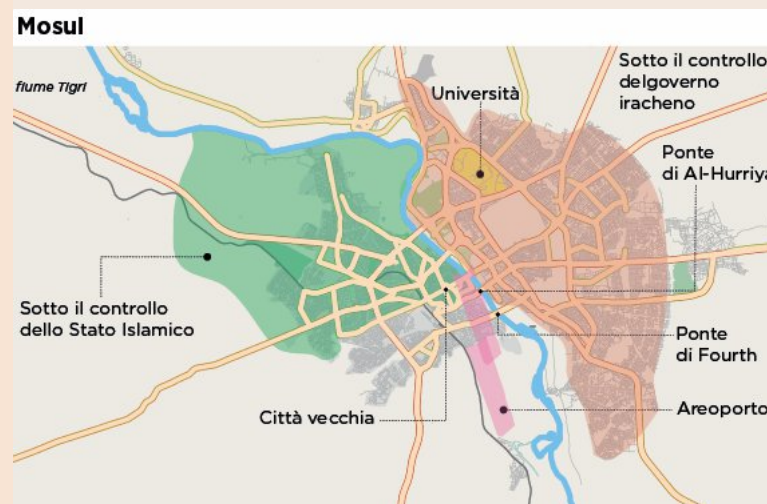 Mosul
fiume Tigri
Università
Sotto il controllo
delgoverno
iracheno
Ponte
di Al-Hurriya
Sotto il controllo
dello Stato Islamico
Ponte
di Fourth
Città vecchia
Areoporto